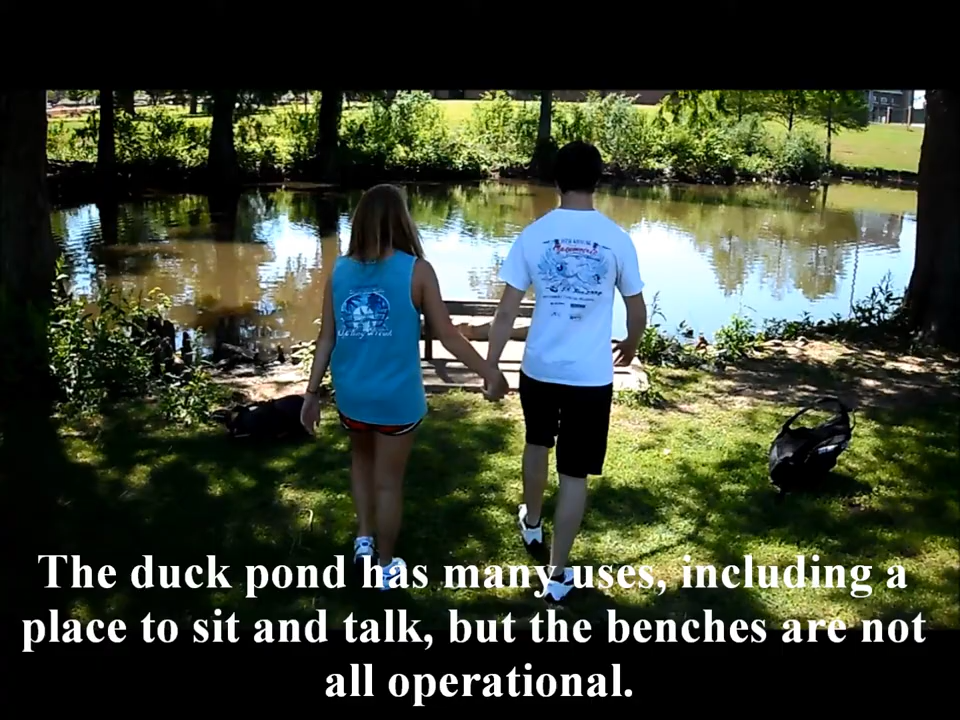 The duck pond has many uses, including a
place to sit and talk, but the benches are not
all operational.